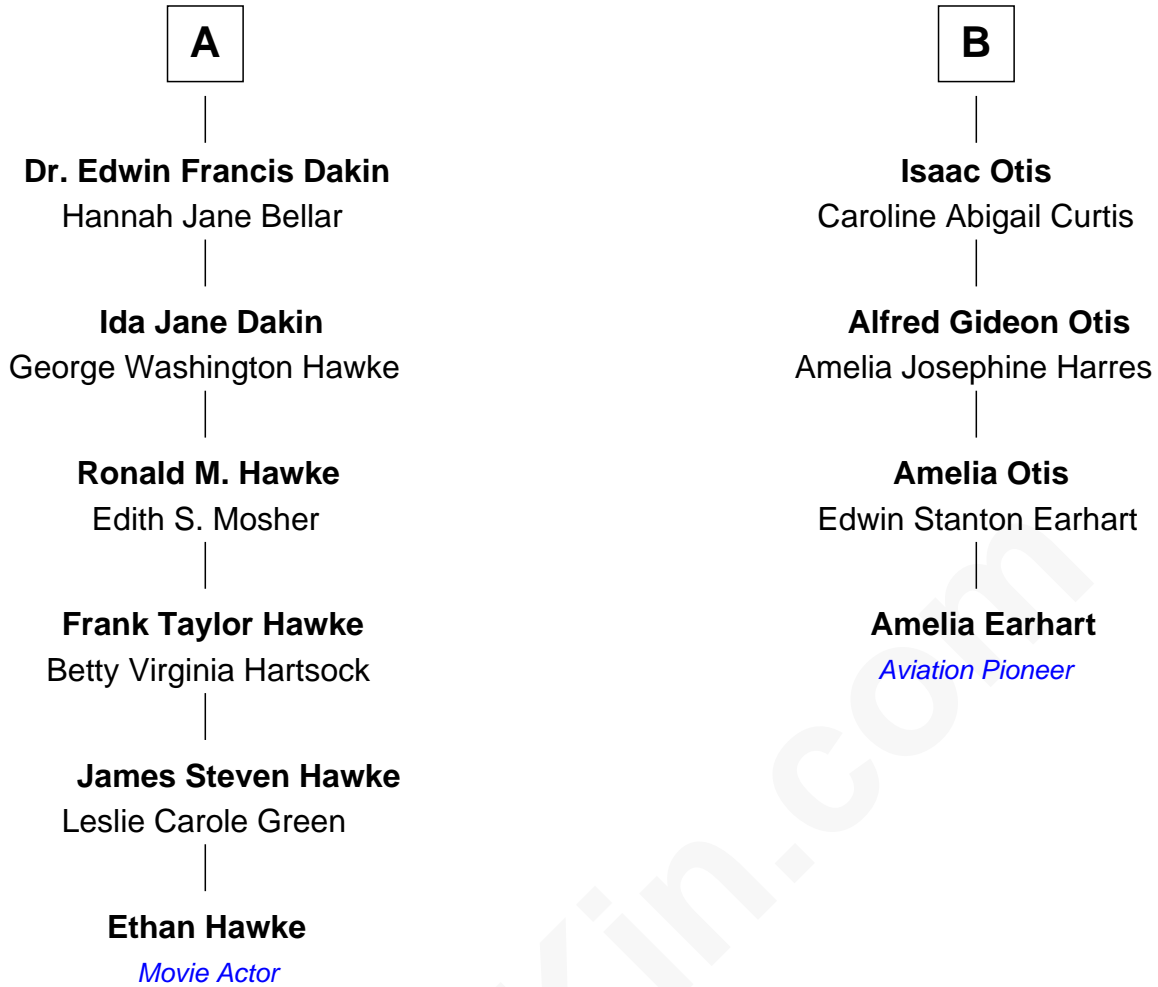 A
Dr. Edwin Francis Dakin
Hannah Jane Bellar
Ida Jane Dakin
George Washington Hawke
Ronald M. Hawke
Edith S. Mosher
Frank Taylor Hawke
Betty Virginia Hartsock
James Steven Hawke
Leslie Carole Green
Ethan Hawke
Movie Actor
B
Isaac Otis
Caroline Abigail Curtis
Alfred Gideon Otis
Amelia Josephine Harres
Amelia Otis
Edwin Stanton Earhart
Amelia Earhart
Aviation Pioneer